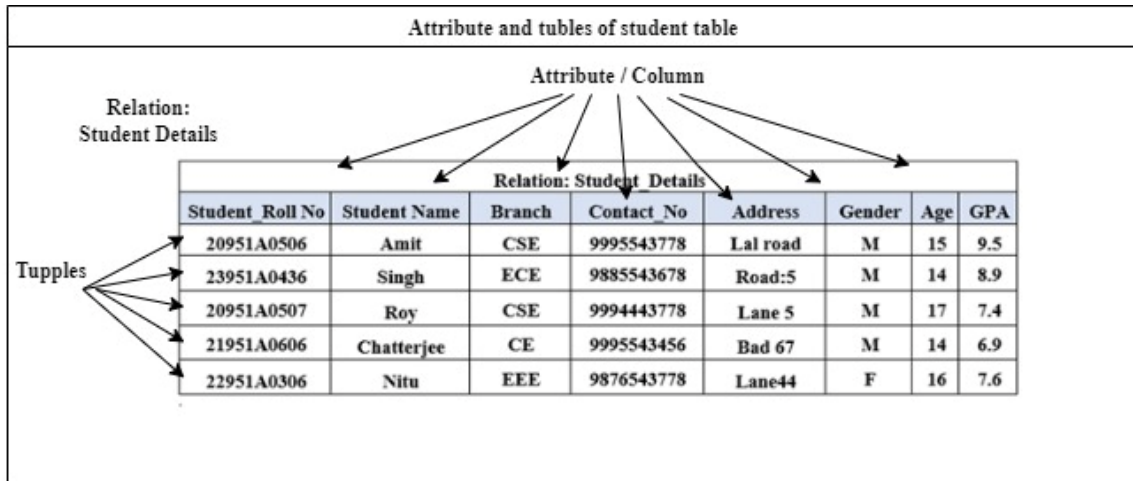 Attribute and tubles of student table
Attribute / Column
Relation:
Student Details
Relation: Student_Details
Student_Roll No Student Name Branch Contact_No Address Gender Age GPA
20951A0506 Amit CSE 9995543778 Lal road M 15 9.5
Tupples
23951A0436 Singh ECE 9885543678 Road:5 M 14 8.9
20951A0507 Roy CSE 9994443778 Lane 5 M 17 7.4
21951A0606 Chatterjee CE 9995543456 Bad 67 M 14 6.9
22951A0306 Nitu EEE 9876543778 Lane44 F 16 7.6